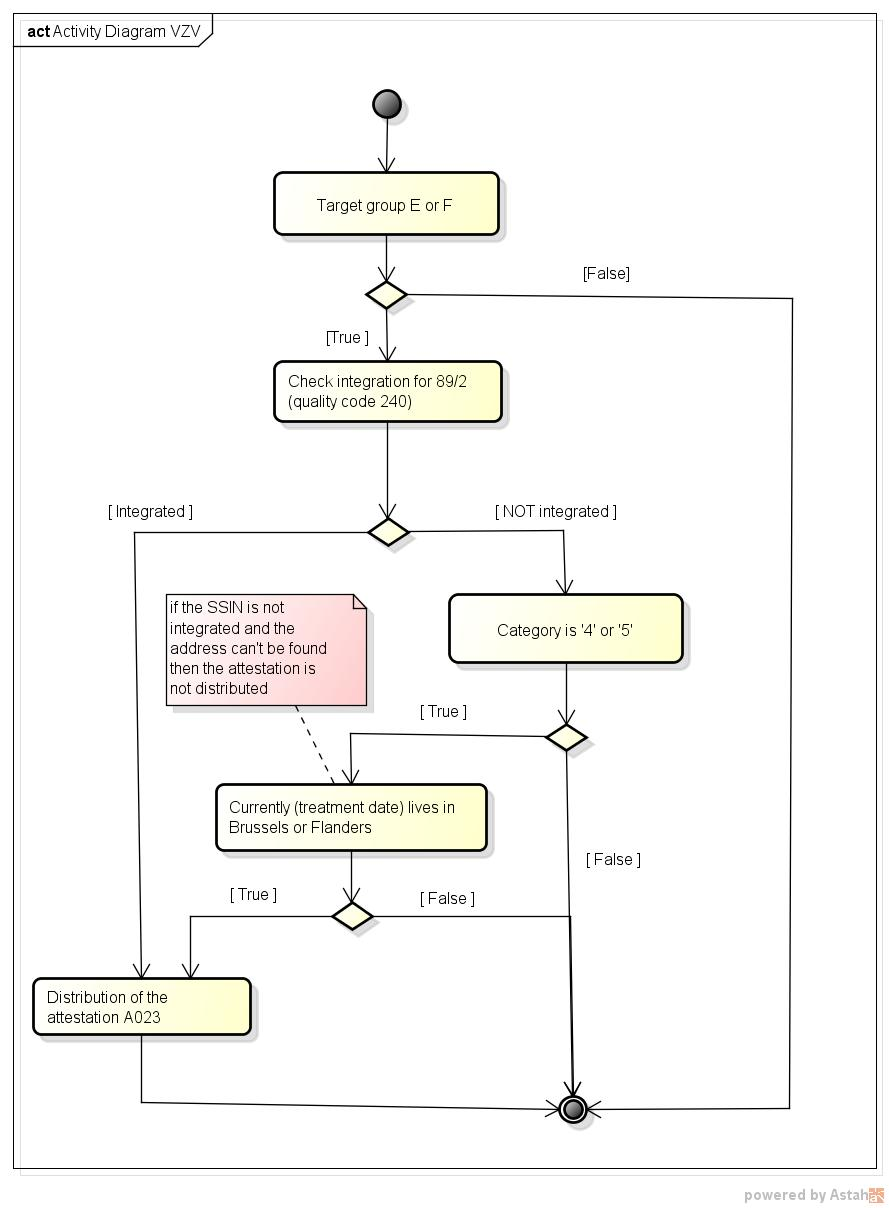 act Activity Diagram VZV
Target group E or F
[False]
[True ]
Check integration for 89/2
(quality code 240)
[ Integrated ]
[ NOT integrated ]
if the SSIN is not
integrated and the
address can't be found
then the attestation is
not distributed
Category is '4' or '5'
[ True ]
Currently (treatment date) lives in
Brussels or Flanders
[ False ]
[ True ]
[ False ]
Distribution of the
attestation A023
powered by Astah